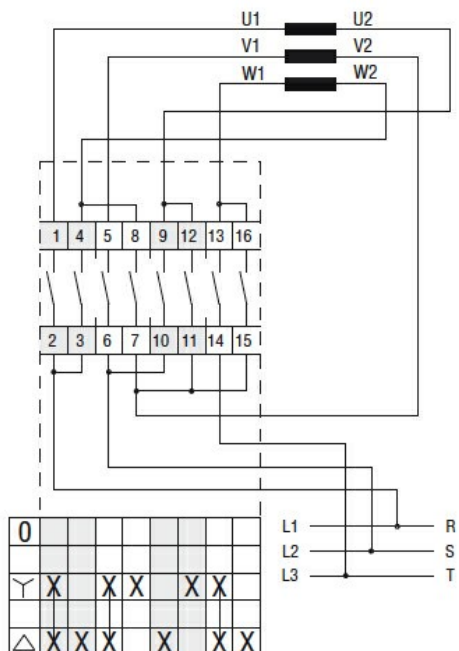 U1 U2
V1 V2
W1 W2
1 4 5 8 9 12 13 16
2 3 6 7 10 11 14 15
L1 R
L2 S
L3 T
0
Y X X X X X
△ X X X X X X